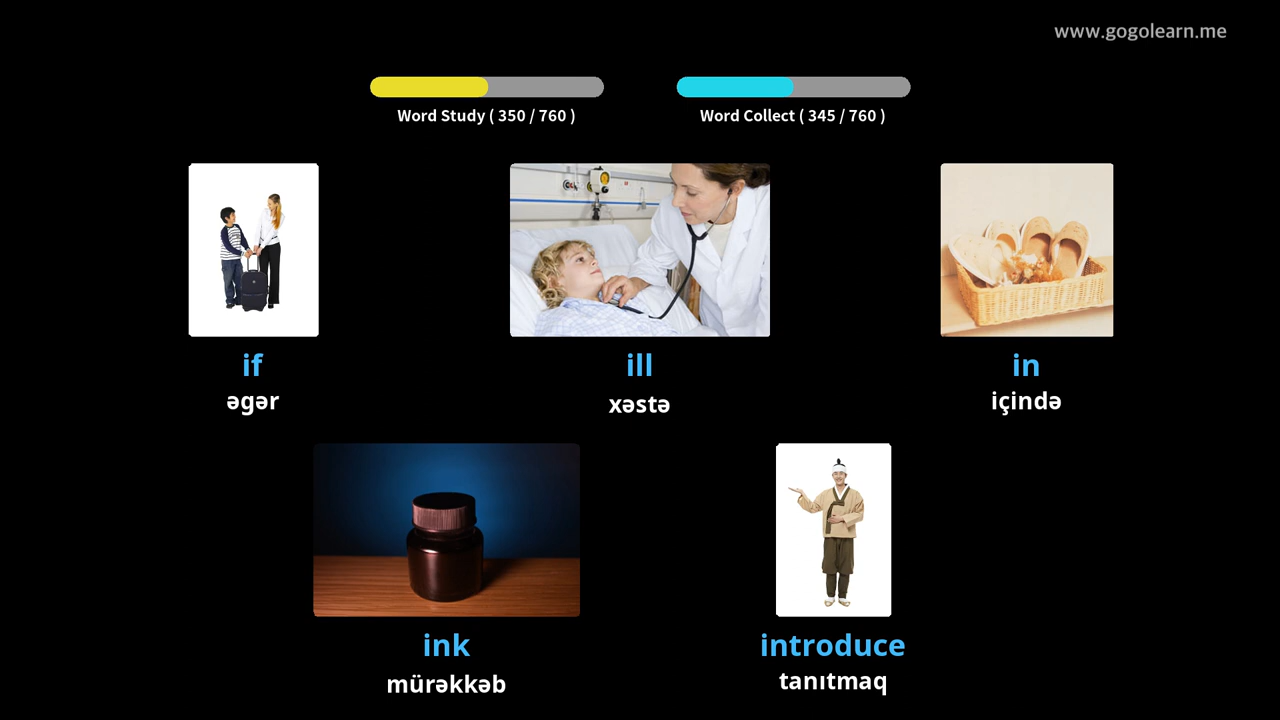 www.gogolearn.me
Word Study ( 350 / 760 )
Word Collect ( 345 / 760 )
if
əgər
ill
xəstə
in
içində
ink
mürəkkəb
introduce
tanıtmaq